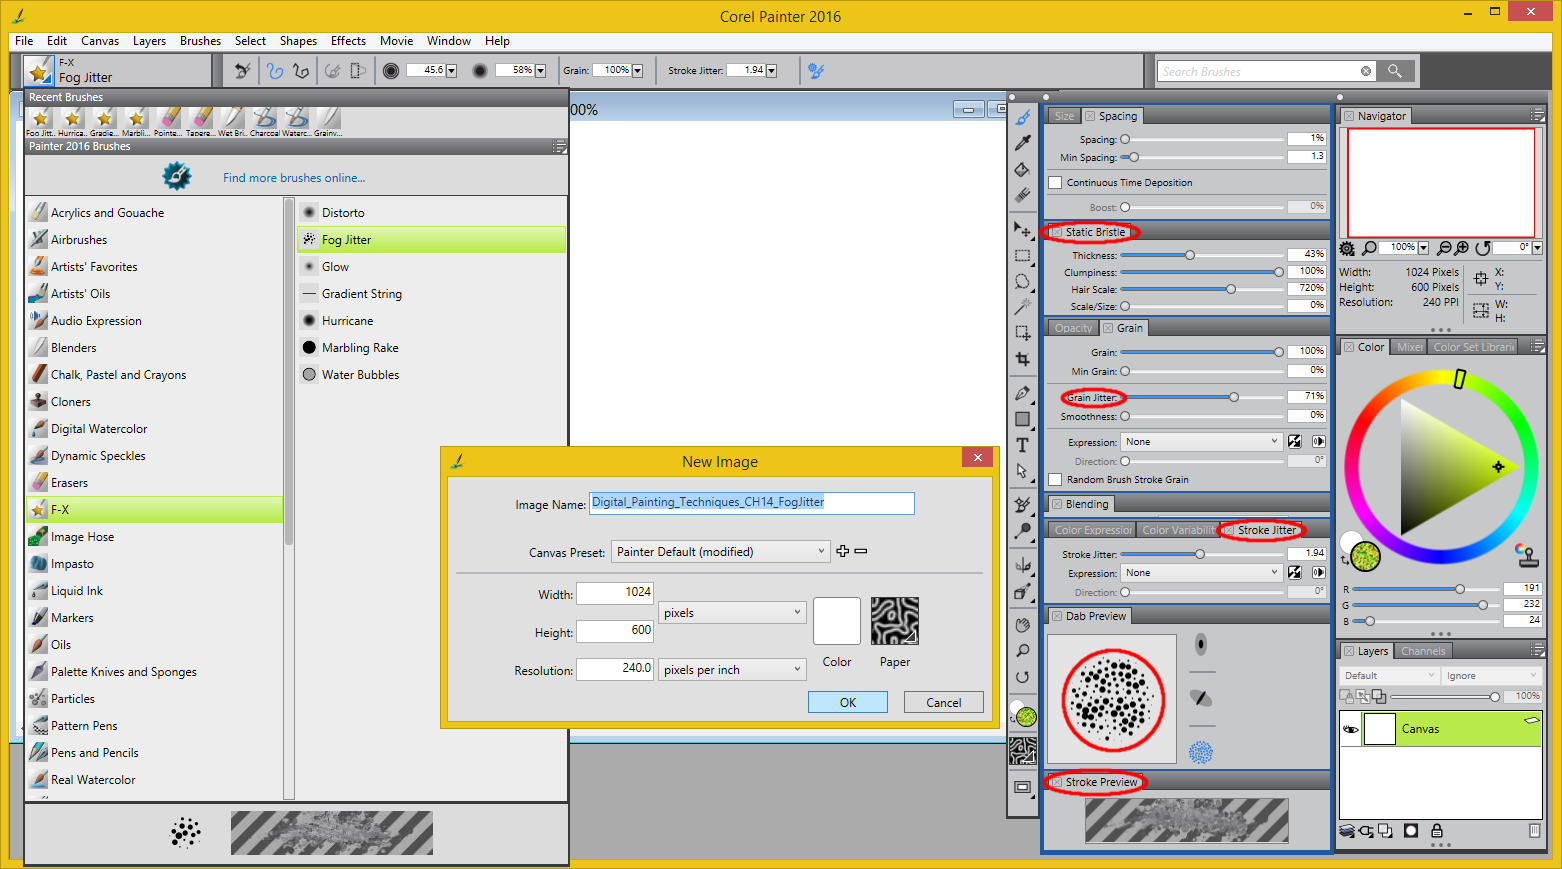 Corel Painter 2016
File Edit Canvas Layers Brushes Select Shapes Effects Movie Window Help
F-X
Fog Jitter
45.6
58%
Grain: 100%
Stroke Jitter: 1.94
Search Brushes
Recent Brushes
Fog Jitt... Hurrica... Gradie... Marbli... Pointe... Tapere... Wet Bri... Charcoal Waterc... Grainy...
Painter 2016 Brushes
Find more brushes online...
Acrylics and Gouache
Airbrushes
Artists' Favorites
Artists' Oils
Audio Expression
Blenders
Chalk, Pastel and Crayons
Cloners
Digital Watercolor
Dynamic Speckles
Erasers
F-X
Image Hose
Impasto
Liquid Ink
Markers
Oils
Palette Knives and Sponges
Particles
Pattern Pens
Pens and Pencils
Real Watercolor
Distorto
Fog Jitter
Glow
Gradient String
Hurricane
Marbling Rake
Water Bubbles
00%
New Image
Image Name: Digital_Painting_Techniques_CH14_FogJitter
Canvas Preset: Painter Default (modified)
Width: 1024
pixels
Height: 600
Resolution: 240.0 pixels per inch
Color Paper
OK Cancel
T
Size Spacing
Spacing: 1%
Min Spacing: 1.3
Continuous Time Deposition
Boost: 0%
Static Bristle
Thickness: 43%
Clumpiness: 100%
Hair Scale: 720%
Scale/Size: 0%
Opacity Grain
Grain: 100%
Min Grain: 0%
Grain Jitter: 71%
Smoothness: 0%
Expression: None
Direction: 0°
Random Brush Stroke Grain
Blending
Color Expression Color Variabilit Stroke Jitter
Stroke Jitter: 1.94
Expression: None
Direction: 0°
Dab Preview
Stroke Preview
Navigator
100% 0°
Width: 1024 Pixels
Height: 600 Pixels
Resolution: 240 PPI
X:
Y:
W:
H:
Color Mixer Color Set Librari
R 191
G 232
B 24
Layers Channels
Default Ignore
100%
Canvas